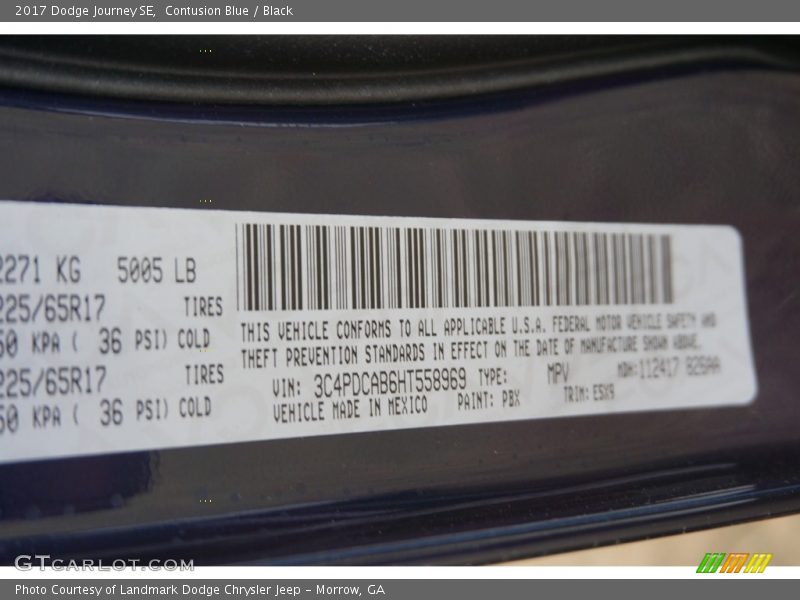 2017 Dodge Journey SE, Contusion Blue / Black
2271 KG 5005 LB
225/65R17 TIRES
50 KPA ( 36 PSI) COLD
225/65R17 TIRES
50 KPA ( 36 PSI) COLD
THIS VEHICLE CONFORMS TO ALL APPLICABLE U.S.A. FEDERAL MOTOR VEHICLE SAFETY AND
THEFT PREVENTION STANDARDS IN EFFECT ON THE DATE OF MANUFACTURE SHOWN ABOVE.
VIN: 3C4PDCAB6HT558969 TYPE: MPV MDH: 112417
VEHICLE MADE IN MEXICO PAINT: PBX TRIM: E5X9
GTCARLOT.COM
Photo Courtesy of Landmark Dodge Chrysler Jeep – Morrow, GA